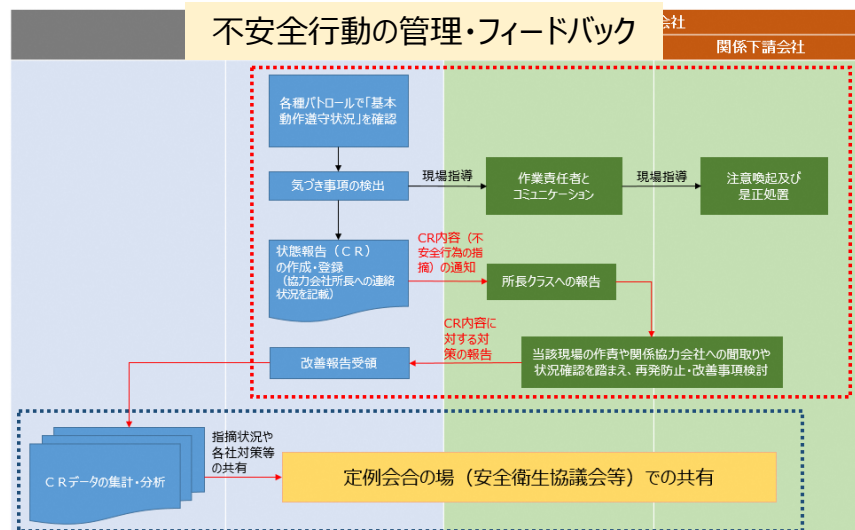 不安全行動の管理・フィードバック
会社
関係下請会社
各種パトロールで「基本
動作遵守状況」を確認
気づき事項の検出
現場指導
作業責任者と
コミュニケーション
現場指導
注意喚起及び
是正処置
状態報告(CR)
の作成・登録
(協力会社所長への連絡
状況を記載)
CR内容(不
安全行為の指
摘)の通知
所長クラスへの報告
CR内容に
対する対
策の報告
改善報告受領
当該現場の作責や関係協力会社への聞取りや
状況確認を踏まえ、再発防止・改善事項検討
指摘状況や
各社対策等
の共有
CRデータの集計・分析
定例会合の場(安全衛生協議会等)での共有